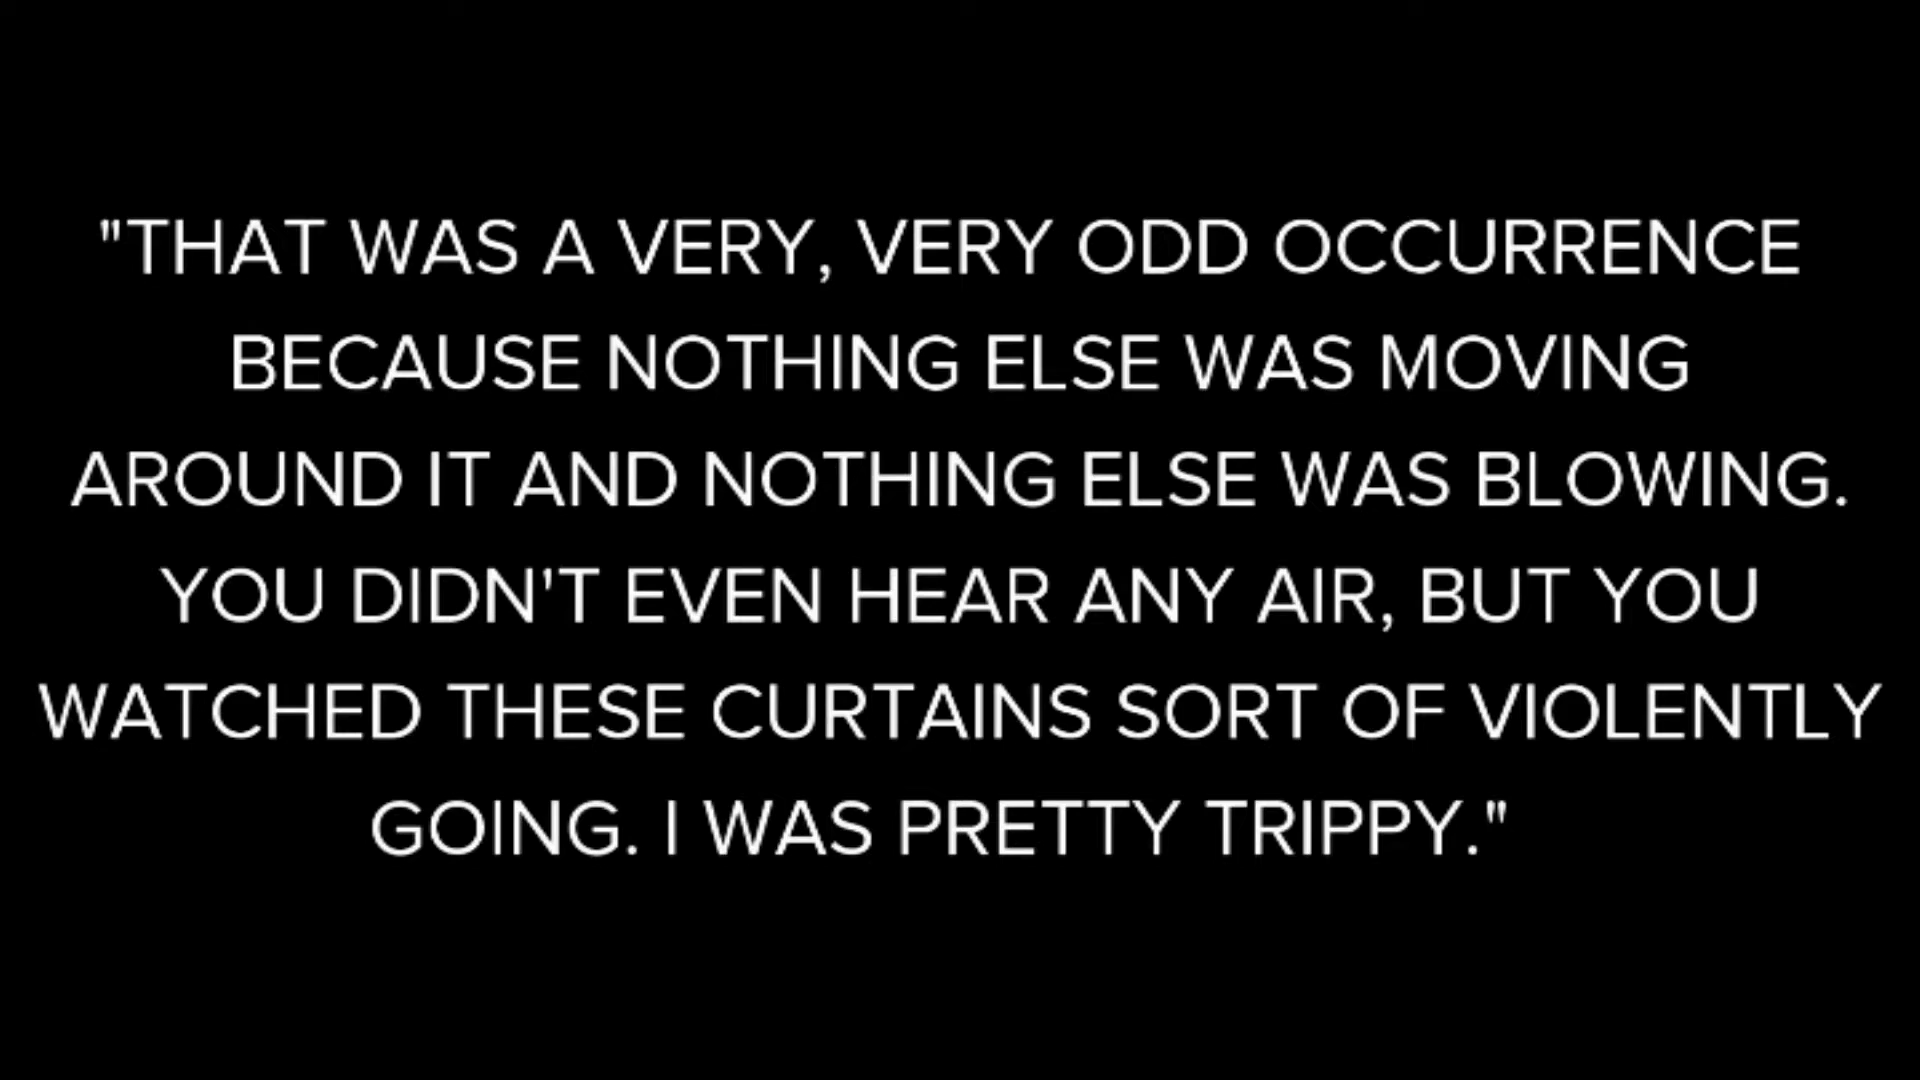 "THAT WAS A VERY, VERY ODD OCCURRENCE
BECAUSE NOTHING ELSE WAS MOVING
AROUND IT AND NOTHING ELSE WAS BLOWING.
YOU DIDN'T EVEN HEAR ANY AIR, BUT YOU
WATCHED THESE CURTAINS SORT OF VIOLENTLY
GOING. I WAS PRETTY TRIPPY."